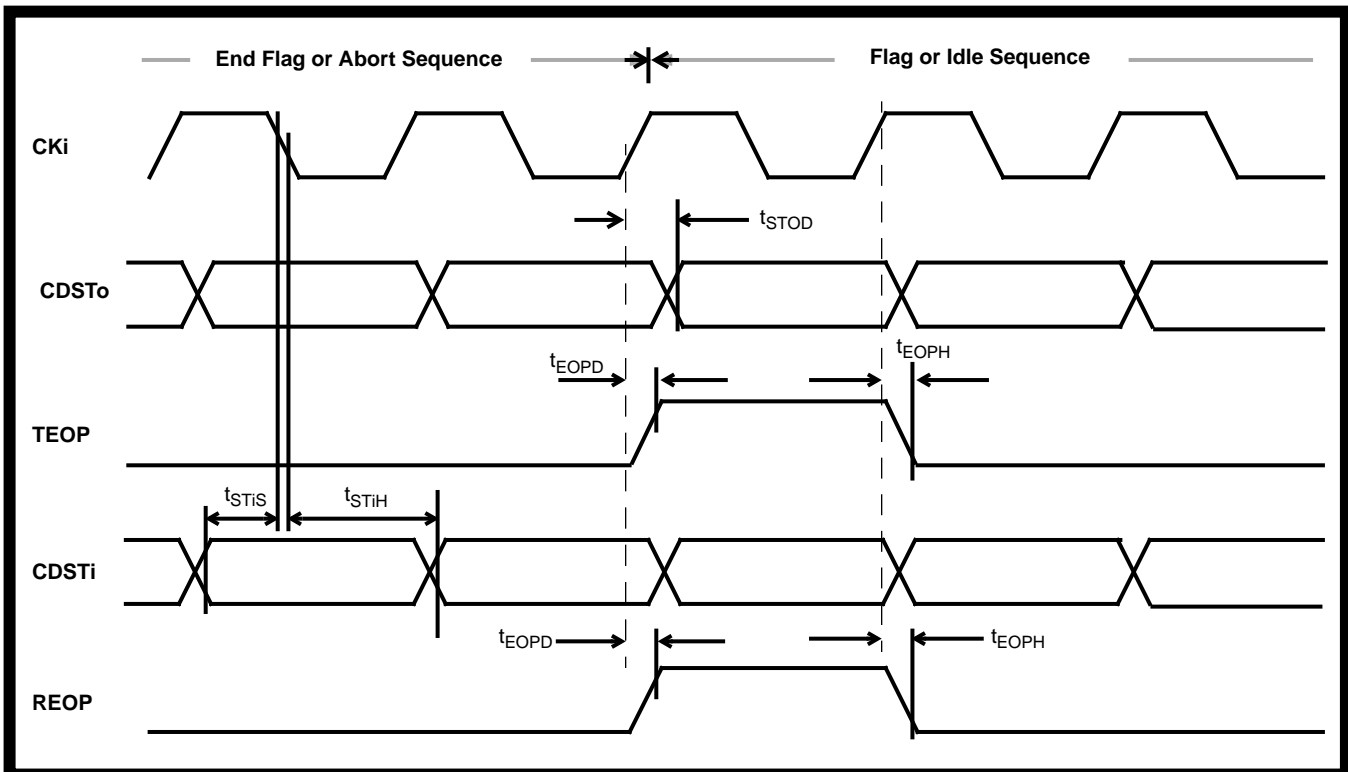 End Flag or Abort Sequence
Flag or Idle Sequence
CKi
tSTOD
CDSTo
tEOPD
tEOPH
TEOP
tSTiS
tSTiH
CDSTi
tEOPD
tEOPH
REOP